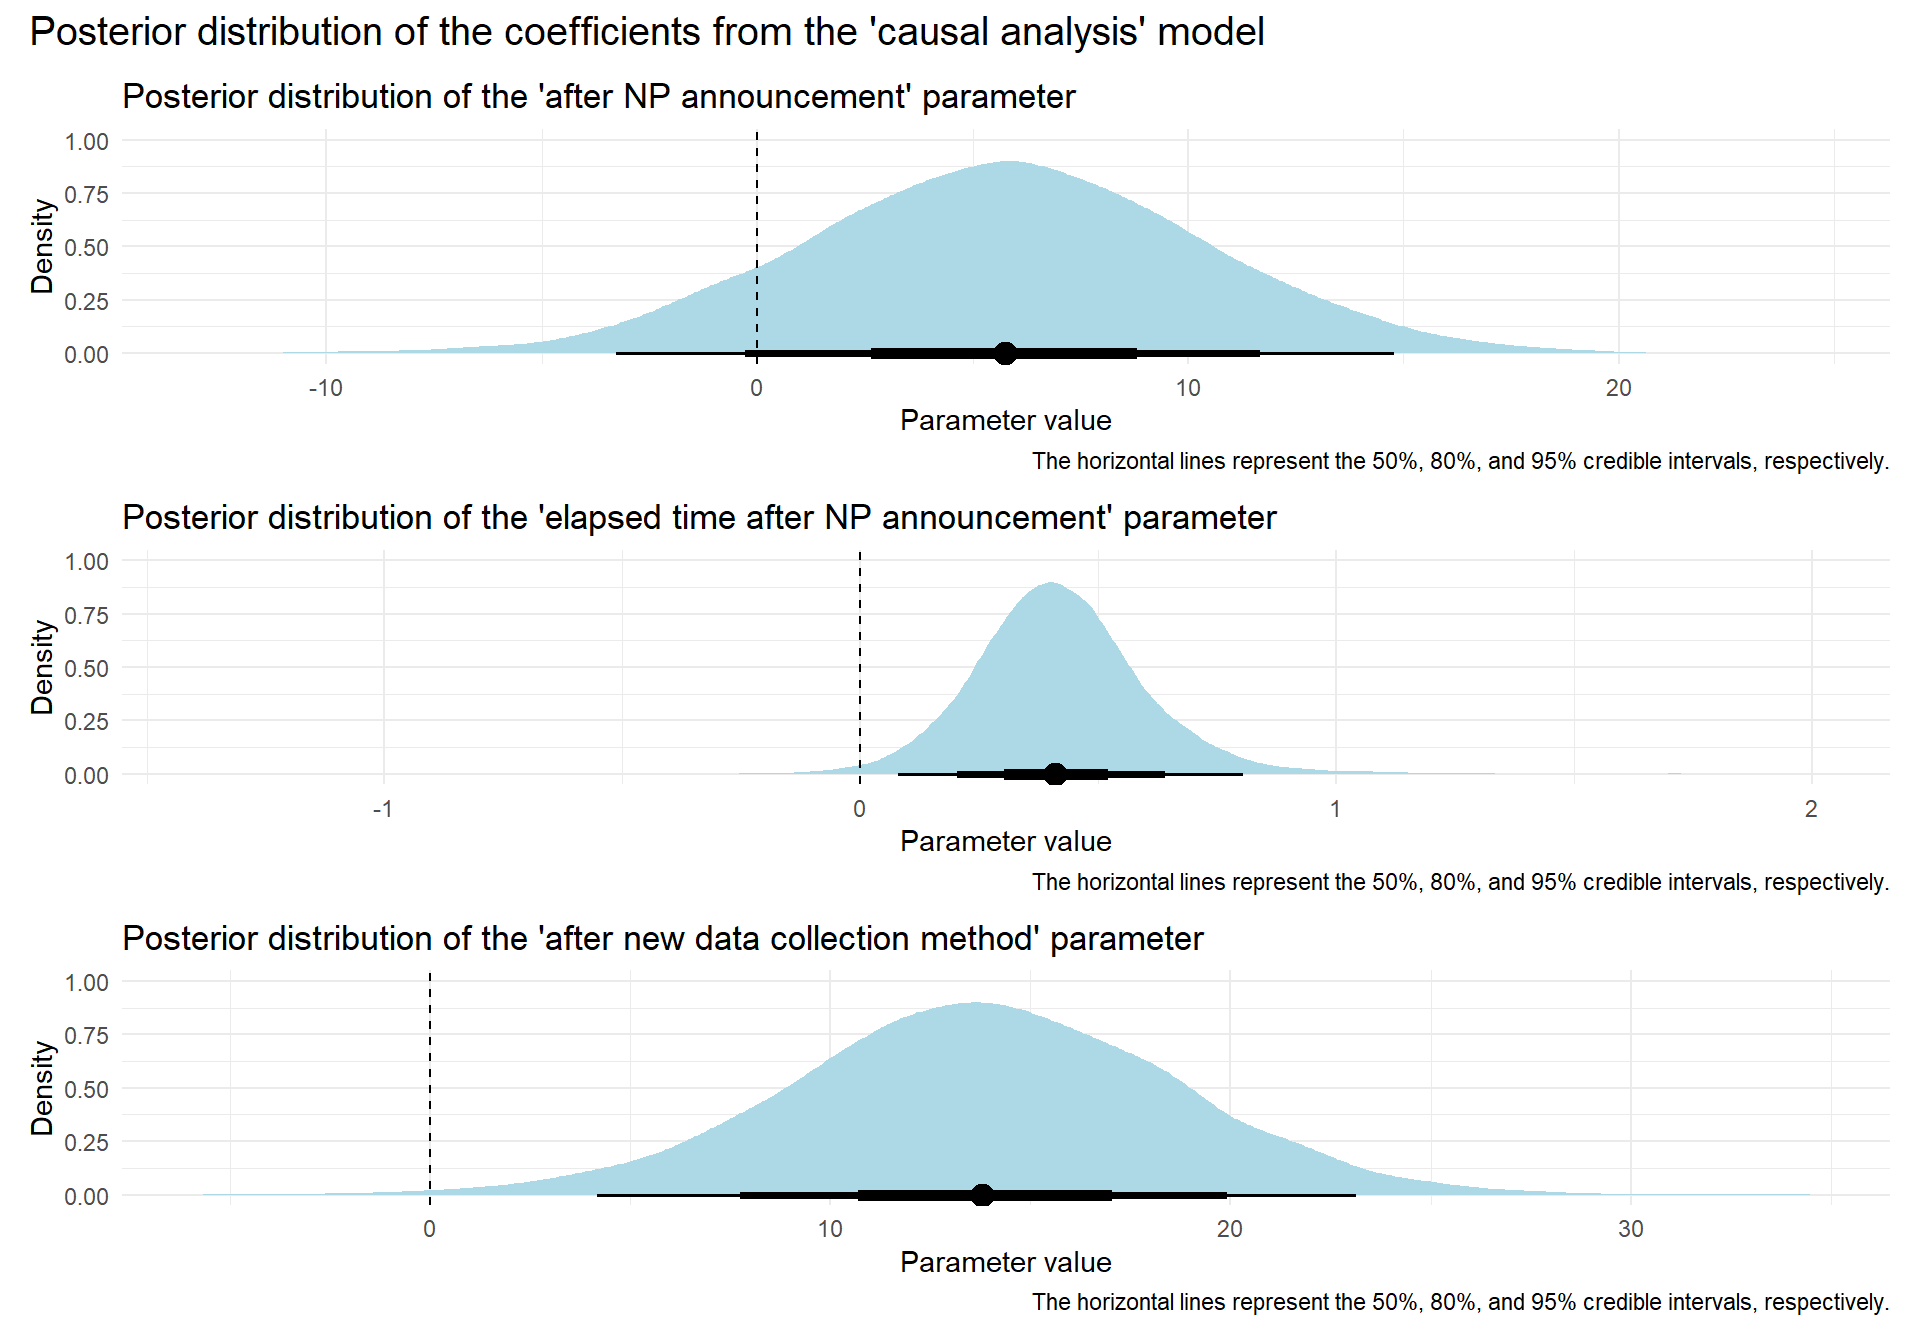 Posterior distribution of the coefficients from the 'causal analysis' model
Posterior distribution of the 'after NP announcement' parameter
Density
1.00
0.75
0.50
0.25
0.00
-10 0 10 20
Parameter value
The horizontal lines represent the 50%, 80%, and 95% credible intervals, respectively.
Posterior distribution of the 'elapsed time after NP announcement' parameter
Density
1.00
0.75
0.50
0.25
0.00
-1 0 1 2
Parameter value
The horizontal lines represent the 50%, 80%, and 95% credible intervals, respectively.
Posterior distribution of the 'after new data collection method' parameter
Density
1.00
0.75
0.50
0.25
0.00
0 10 20 30
Parameter value
The horizontal lines represent the 50%, 80%, and 95% credible intervals, respectively.